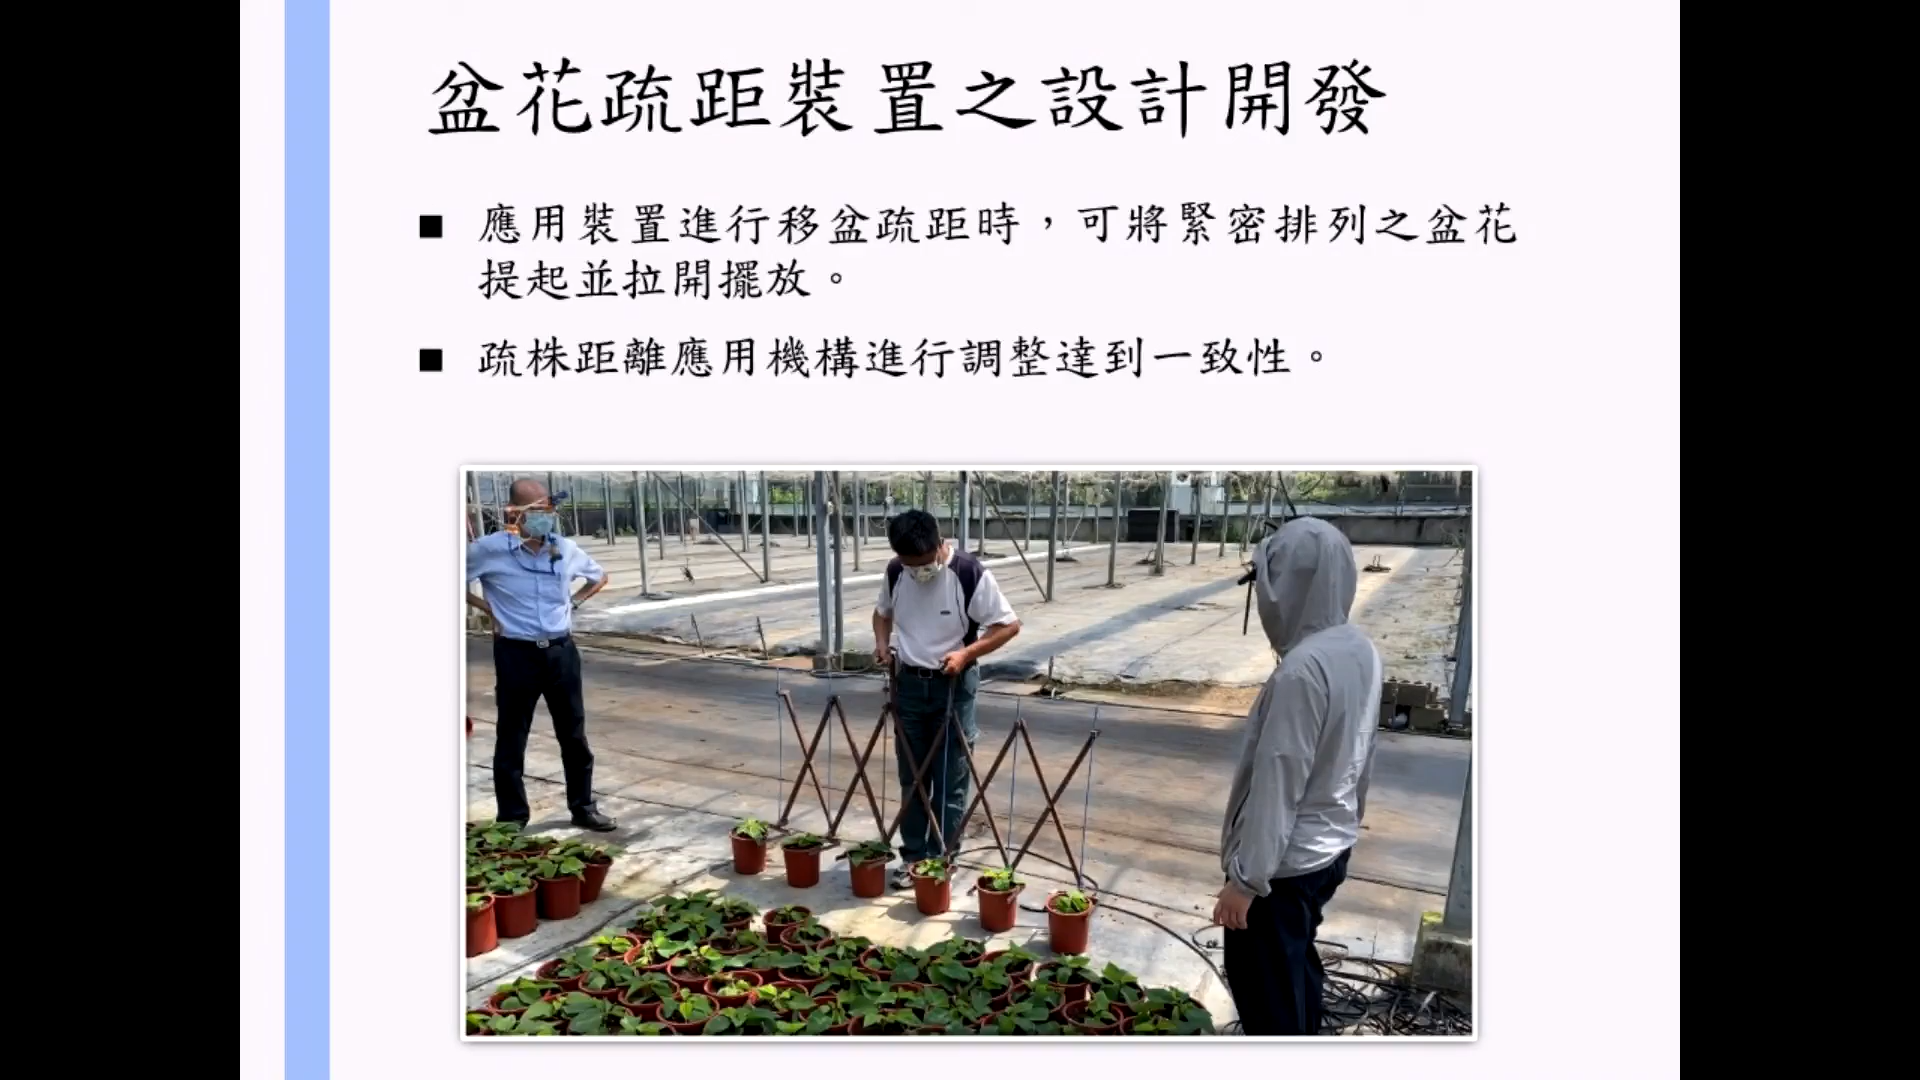 盆花疏距裝置之設計開發
■ 應用裝置進行移盆疏距時，可將緊密排列之盆花
提起並拉開擺放。
■ 疏株距離應用機構進行調整達到一致性。